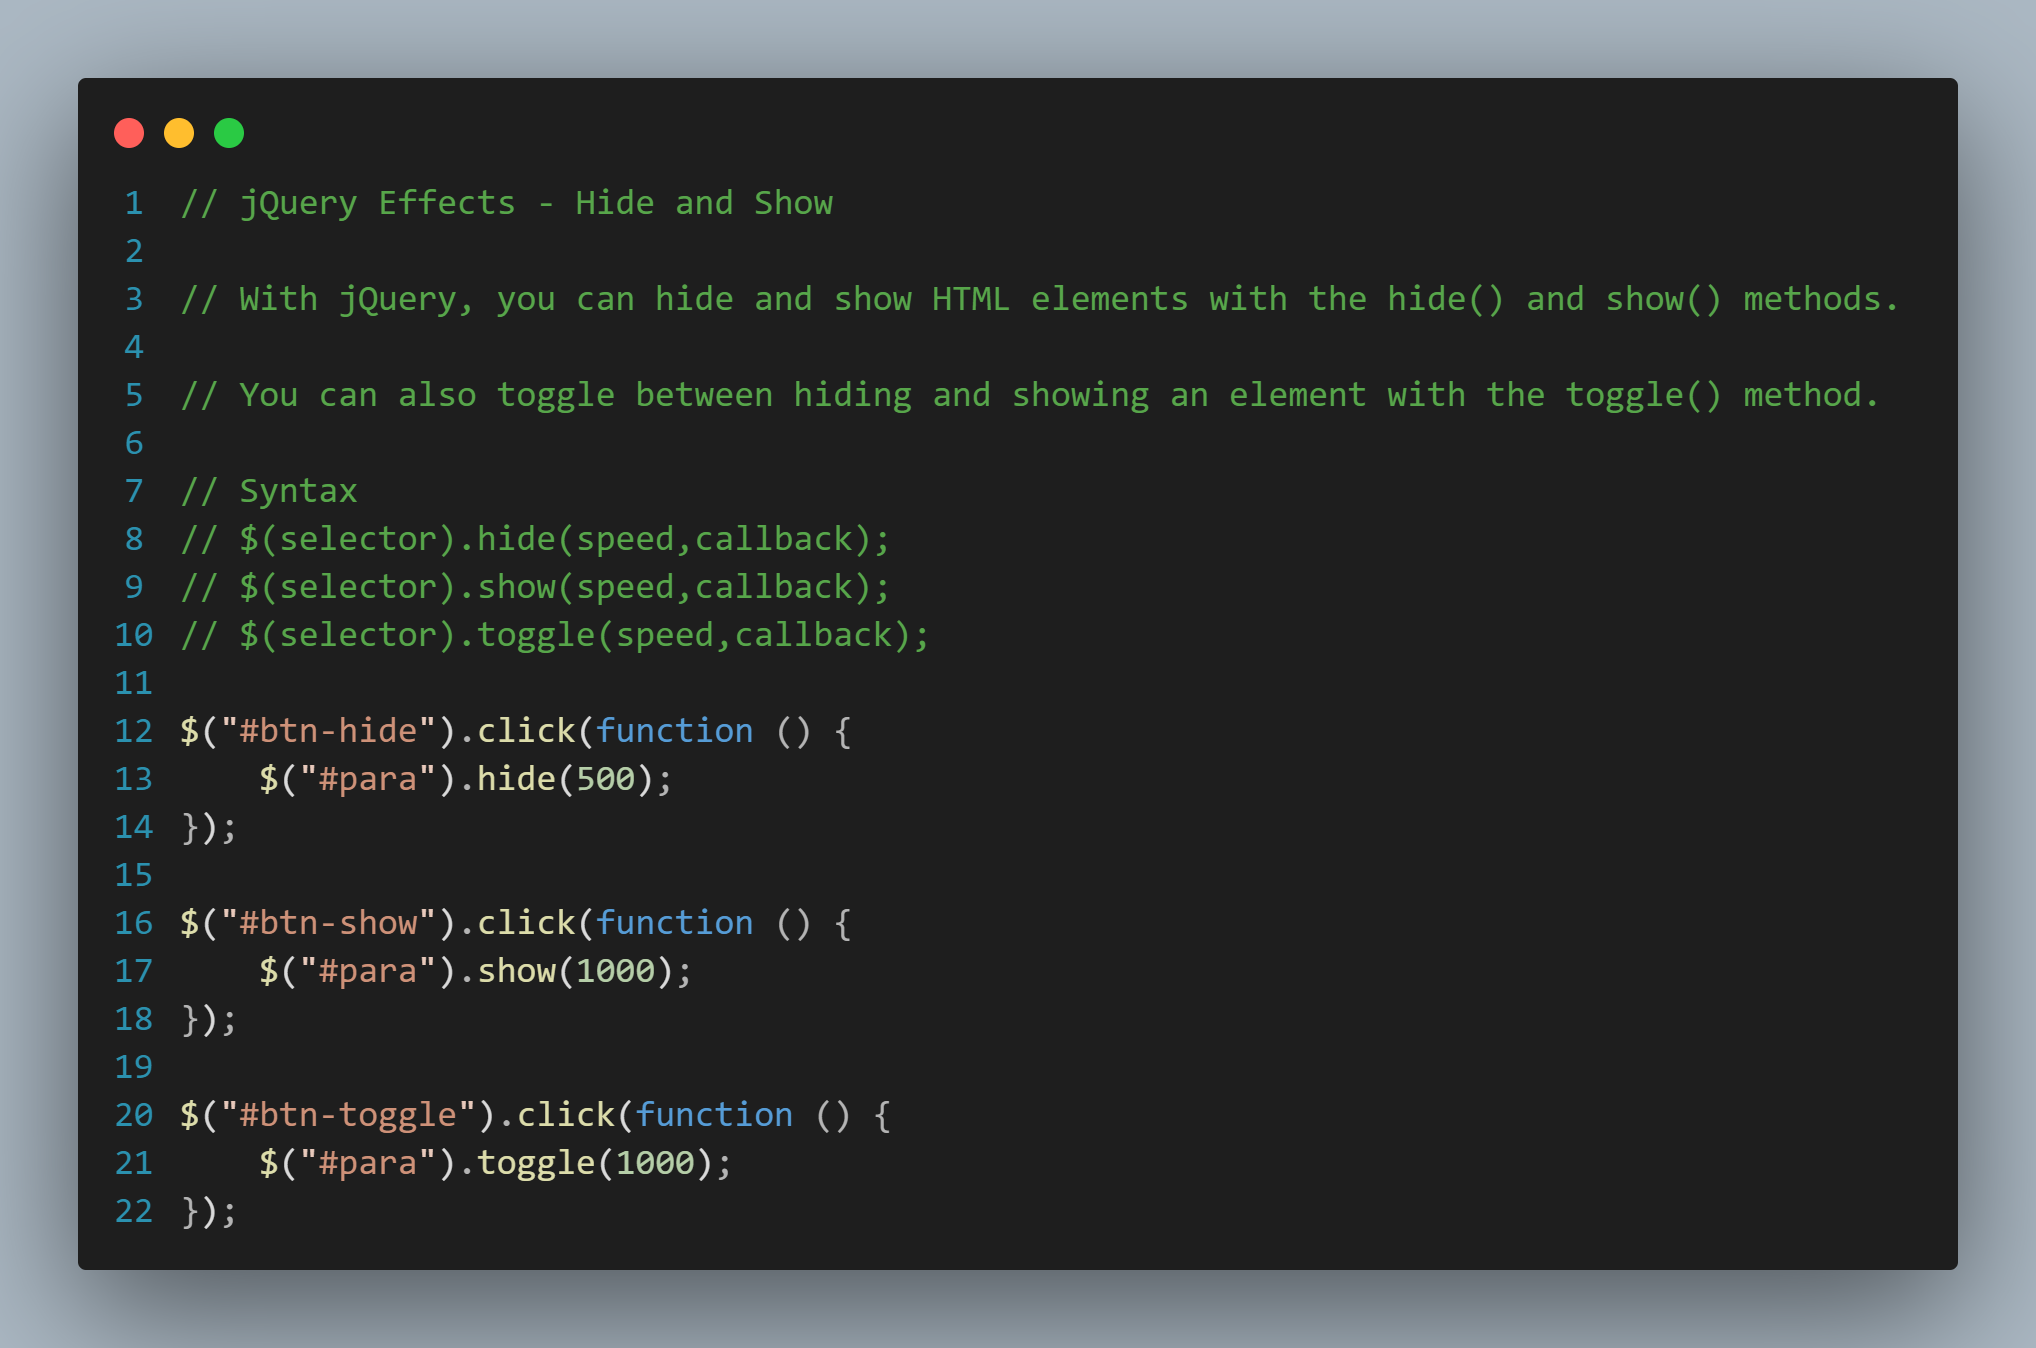 1 // jQuery Effects - Hide and Show
2
3 // With jQuery, you can hide and show HTML elements with the hide() and show() methods.
4
5 // You can also toggle between hiding and showing an element with the toggle() method.
6
7 // Syntax
8 // $(selector).hide(speed,callback);
9 // $(selector).show(speed,callback);
10 // $(selector).toggle(speed,callback);
11
12 $("#btn-hide").click(function () {
13     $("#para").hide(500);
14 });
15
16 $("#btn-show").click(function () {
17     $("#para").show(1000);
18 });
19
20 $("#btn-toggle").click(function () {
21     $("#para").toggle(1000);
22 });